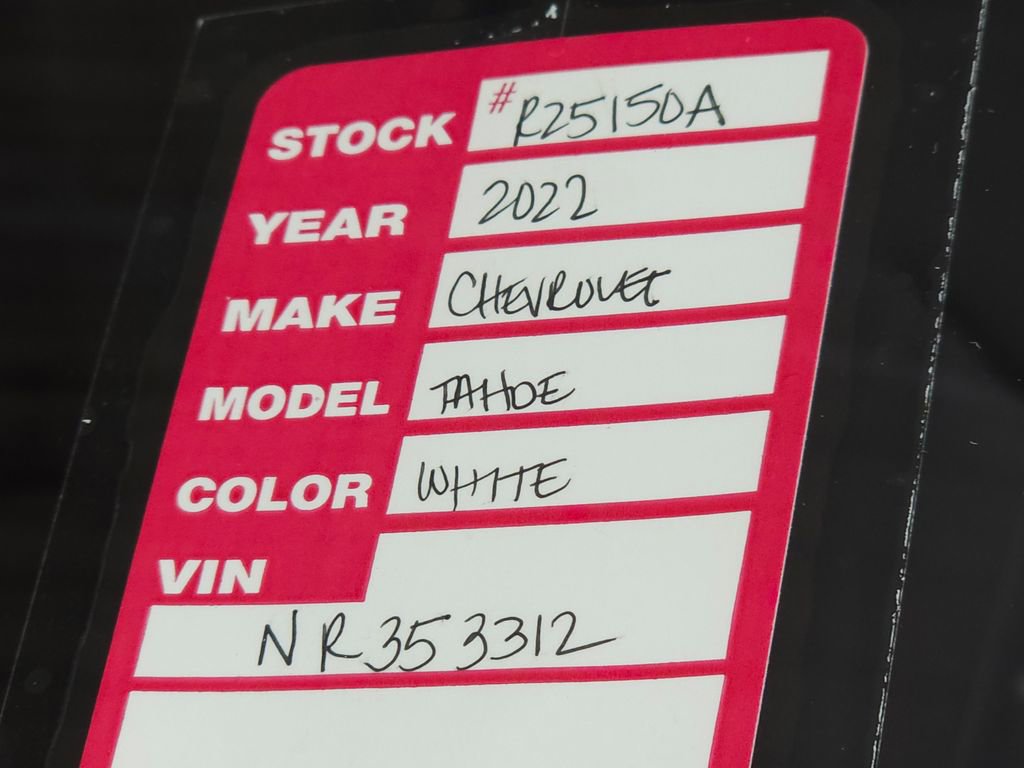 STOCK #R25150A
YEAR 2022
MAKE CHEVROLET
MODEL TAHOE
COLOR WHITE
VIN
NR353312